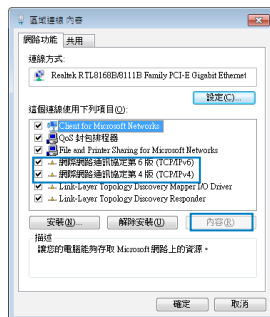 區域連線 內容
網路功能
共用
連線方式:
Realtek RTL8168B/8111B Family PCI-E Gigabit Ethernet
設定(C)...
這個連線使用下列項目(O):
Client for Microsoft Networks
QoS 封包排程器
File and Printer Sharing for Microsoft Networks
網際網路通訊協定第 6 版 (TCP/IPv6)
網際網路通訊協定第 4 版 (TCP/IPv4)
Link-Layer Topology Discovery Mapper I/O Driver
Link-Layer Topology Discovery Responder
安裝(N)...
解除安裝(U)
內容(R)
描述
讓您的電腦能夠存取 Microsoft 網路上的資源。
確定
取消